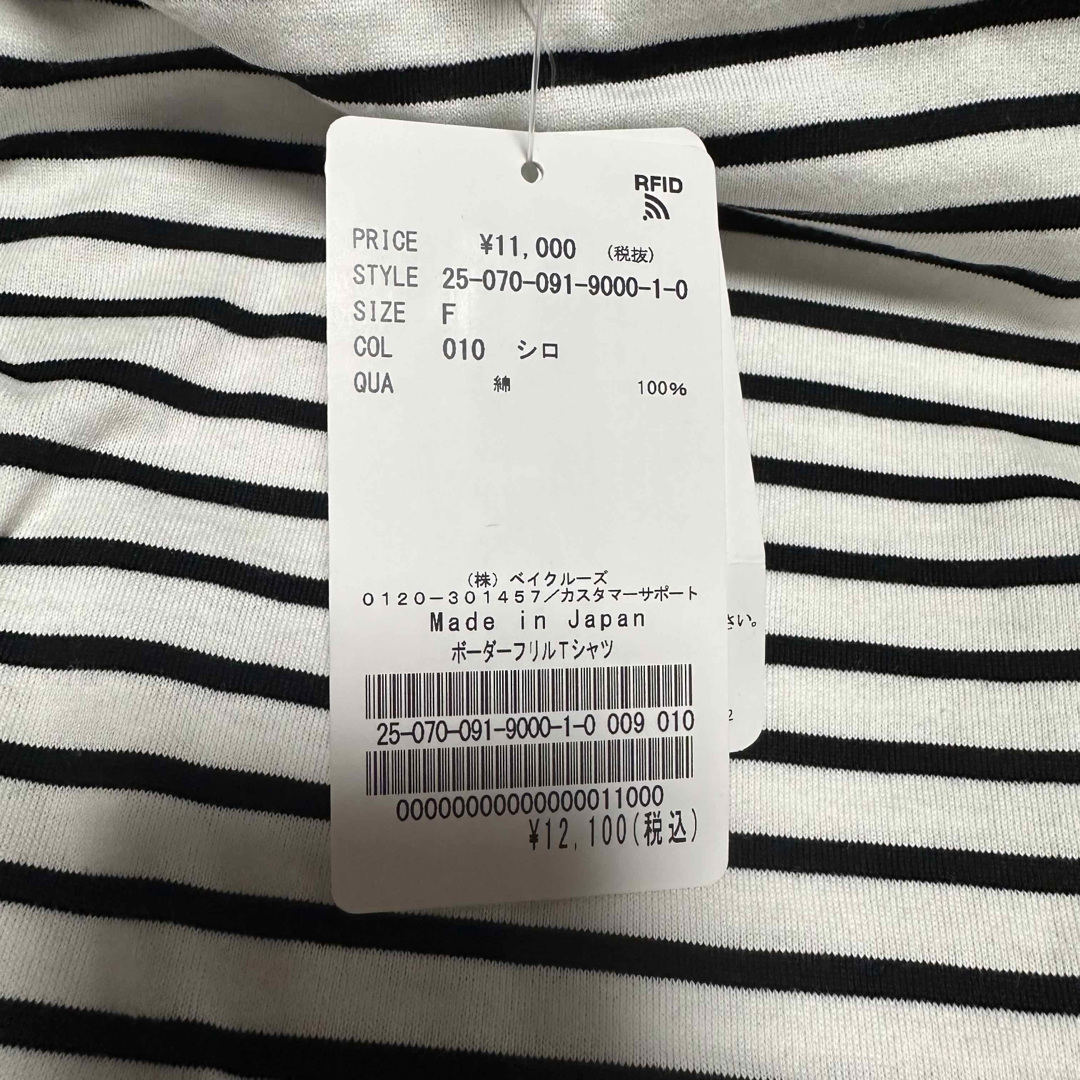 RFID
PRICE ¥11,000 (税抜)
STYLE 25-070-091-9000-1-0
SIZE F
COL 010 シロ
QUA 綿 100%
(株) ベイクルーズ
0120-301457/カスタマーサポート
Made in Japan
さい。
ボーダーフリルTシャツ
25-070-091-9000-1-0 009 010
2
00000000000000011000
¥12,100(税込)